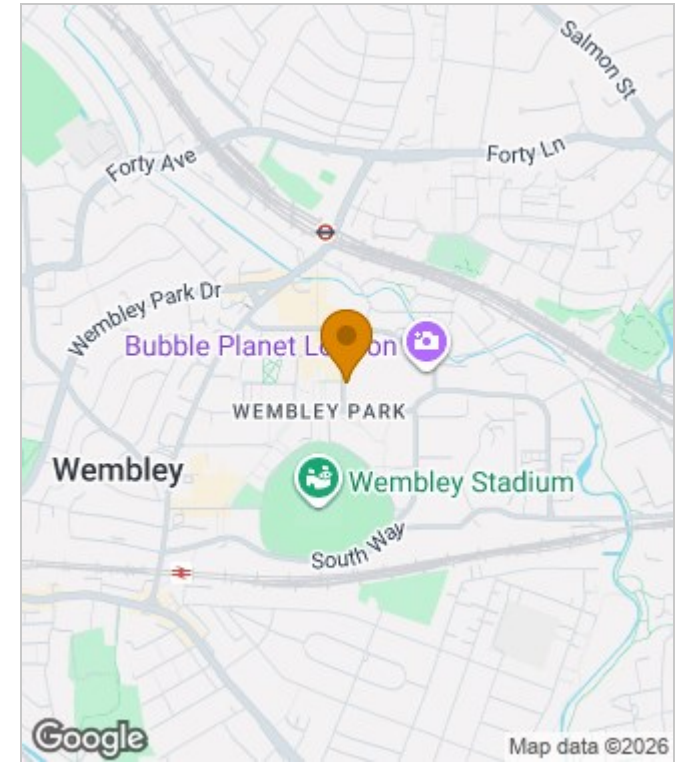 Salmon St
Forty Ave
Forty Ln
Wembley Park Dr
Bubble Planet L on
WEMBLEY PARK
Wembley
Wembley Stadium
South Way
Google
Map data ©2026